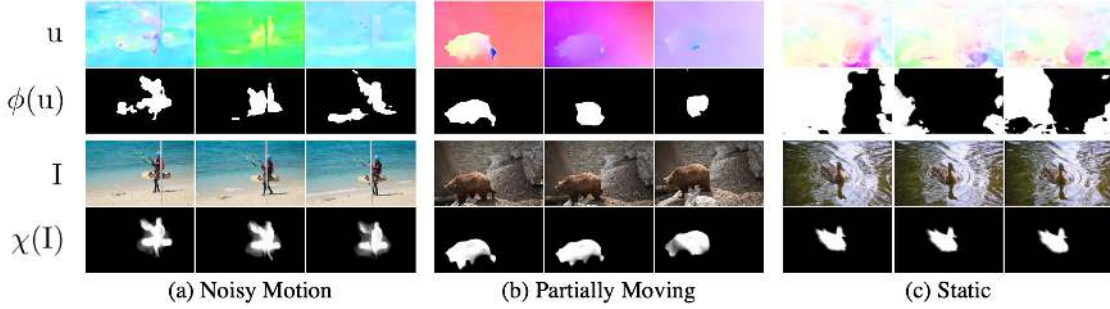 u
ϕ(u)
I
χ(I)
(a) Noisy Motion
(b) Partially Moving
(c) Static